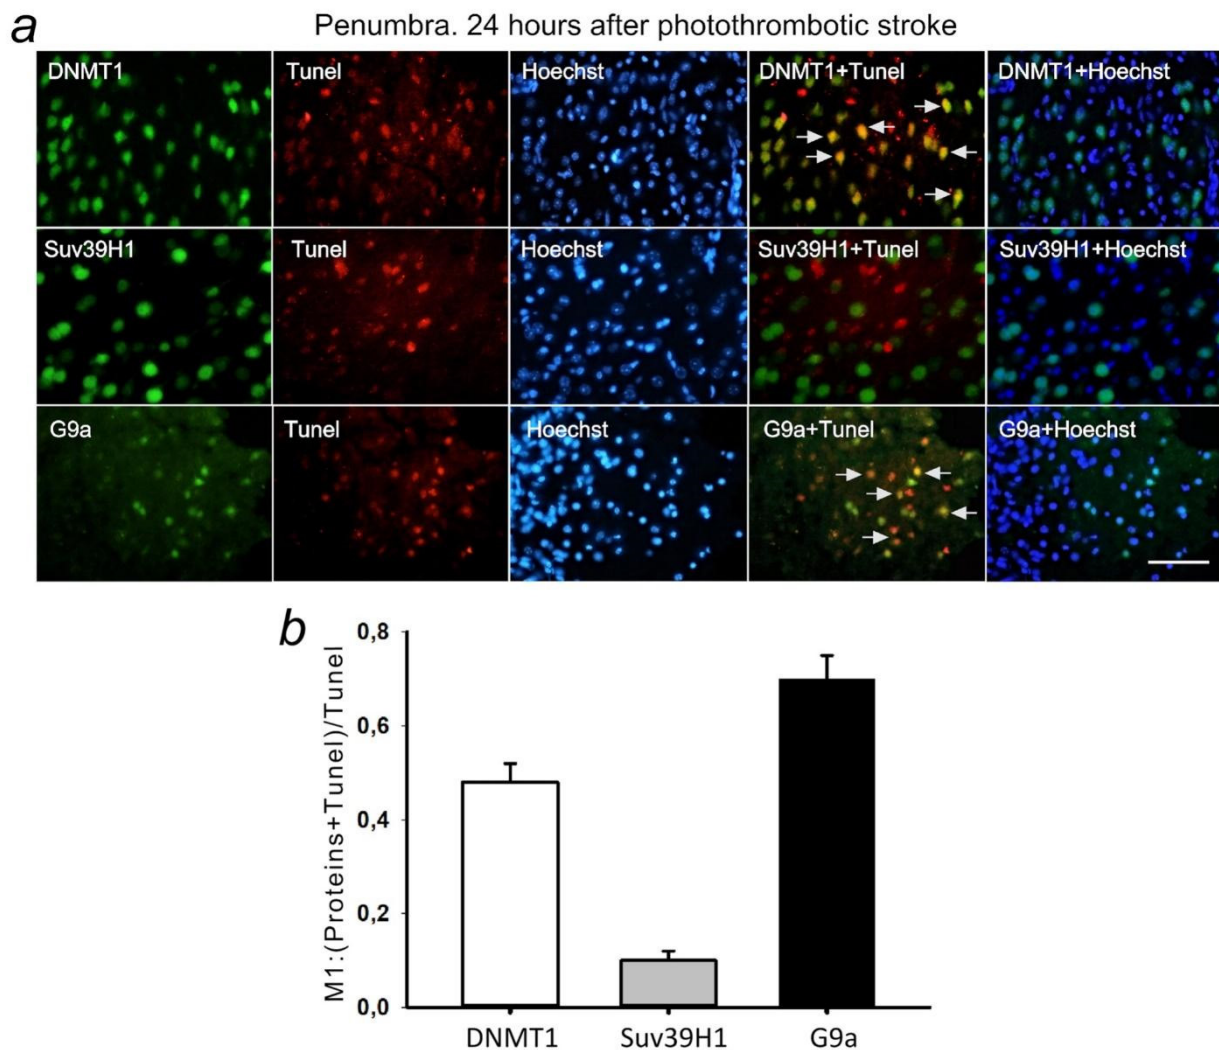 a
Penumbra. 24 hours after photothrombotic stroke
DNMT1 Tunel Hoechst DNMT1+Tunel DNMT1+Hoechst
Suv39H1 Tunel Hoechst Suv39H1+Tunel Suv39H1+Hoechst
G9a Tunel Hoechst G9a+Tunel G9a+Hoechst
b
M1:(Proteins+Tunel)/Tunel
0,8
0,6
0,4
0,2
0,0
DNMT1 Suv39H1 G9a